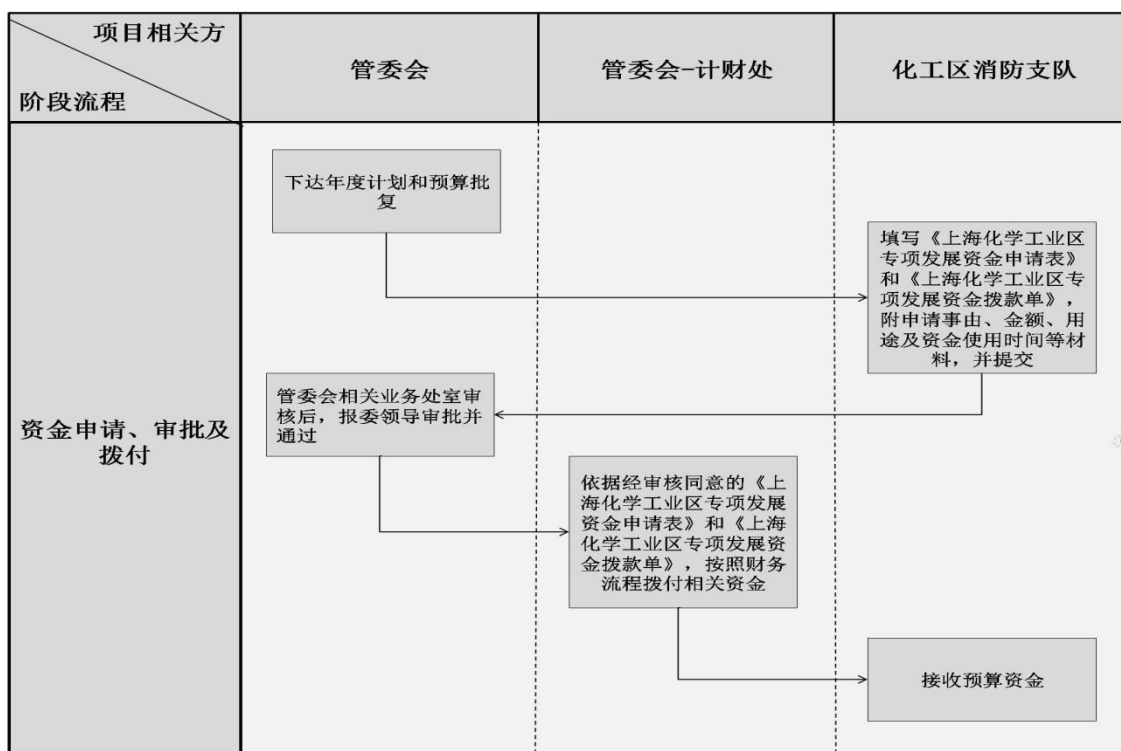 项目相关方
阶段流程
管委会
管委会-计财处
化工区消防支队
资金申请、审批及
拨付
下达年度计划和预算批
复
填写《上海化学工业区
专项发展资金申请表》
和《上海化学工业区专
项发展资金拨款单》，
附申请事由、金额、用
途及资金使用时间等材
料，并提交
管委会相关业务处室审
核后，报委领导审批并
通过
依据经审核同意的《上
海化学工业区专项发展
资金申请表》和《上海
化学工业区专项发展资
金拨款单》，按照财务
流程拨付相关资金
接收预算资金